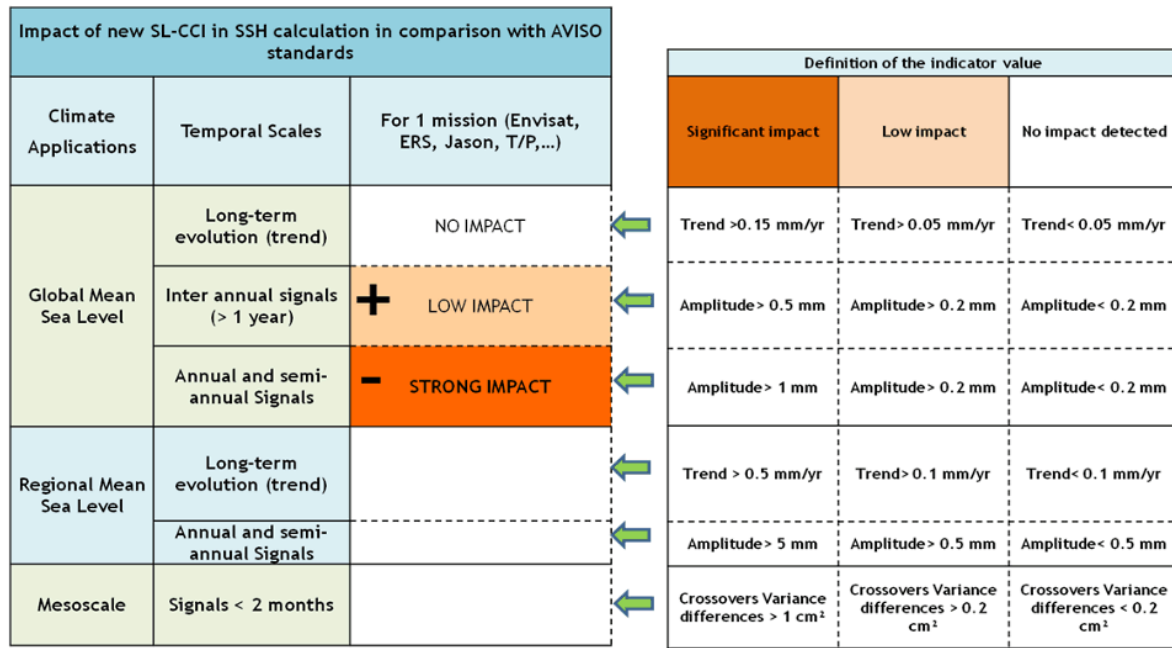 Impact of new SL-CCI in SSH calculation in comparison with AVISO
standards
Climate
Applications
Temporal Scales
For 1 mission (Envisat,
ERS, Jason, T/P,...)
Global Mean
Sea Level
Long-term
evolution (trend)
NO IMPACT
Inter annual signals
(> 1 year)
+
LOW IMPACT
Annual and semi-
annual Signals
-
STRONG IMPACT
Regional Mean
Sea Level
Long-term
evolution (trend)
Annual and semi-
annual Signals
Mesoscale
Signals < 2 months
Definition of the indicator value
Significant impact
Low impact
No impact detected
Trend >0.15 mm/yr
Trend> 0.05 mm/yr
Trend< 0.05 mm/yr
Amplitude> 0.5 mm
Amplitude> 0.2 mm
Amplitude< 0.2 mm
Amplitude> 1 mm
Amplitude> 0.2 mm
Amplitude< 0.2 mm
Trend > 0.5 mm/yr
Trend> 0.1 mm/yr
Trend< 0.1 mm/yr
Amplitude> 5 mm
Amplitude> 0.5 mm
Amplitude< 0.5 mm
Crossovers Variance
differences > 1 cm²
Crossovers Variance
differences > 0.2
cm²
Crossovers Variance
differences < 0.2
cm²